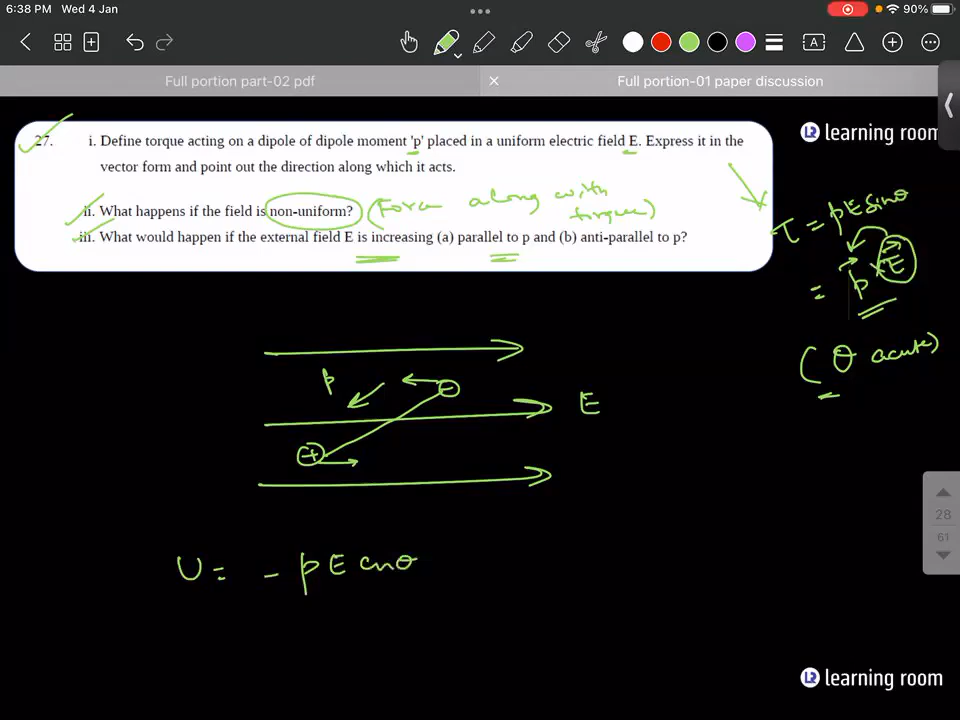 6:38 PM Wed 4 Jan
90%
Full portion part-02 pdf
Full portion-01 paper discussion
learning room
27. i. Define torque acting on a dipole of dipole moment 'p' placed in a uniform electric field E. Express it in the
vector form and point out the direction along which it acts.
ii. What happens if the field is non-uniform? (Force along with
torque)
iii. What would happen if the external field E is increasing (a) parallel to p and (b) anti-parallel to p?
τ = pE sinθ
= p × E
(θ acute)
p
−
E
+
U = - pE cosθ
28
61
learning room